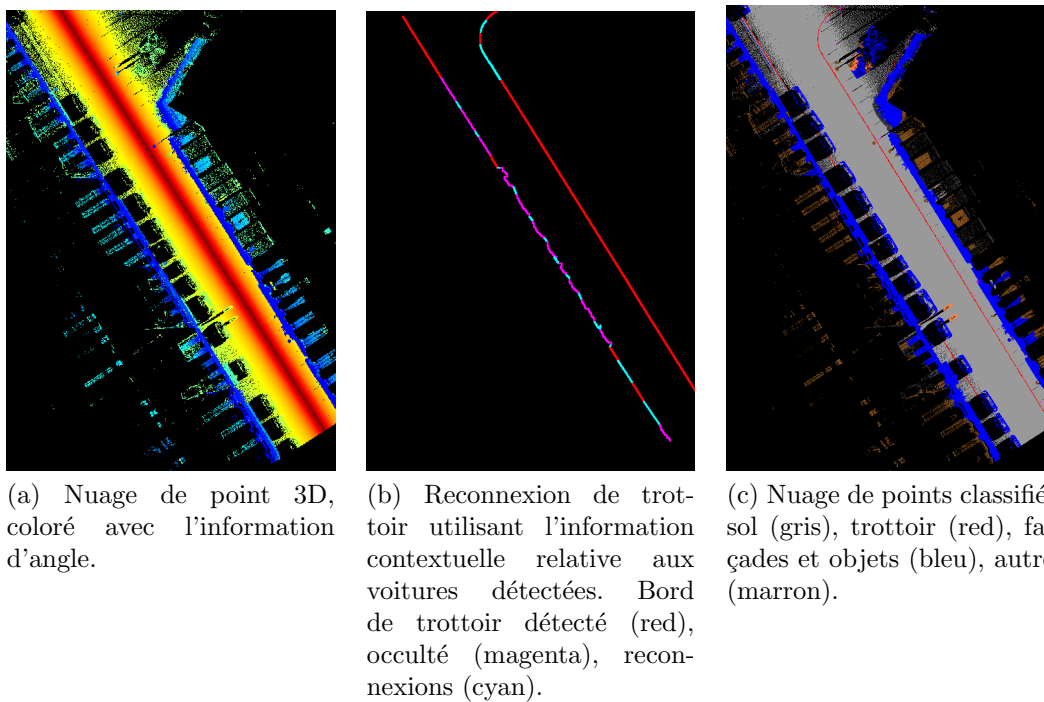 (a) Nuage de point 3D,
coloré avec l'information
d'angle.
(b) Reconnexion de trot-
toir utilisant l'information
contextuelle relative aux
voitures détectées. Bord
de trottoir détecté (red),
occulté (magenta), recon-
nexions (cyan).
(c) Nuage de points classifié
sol (gris), trottoir (red), fa
çades et objets (bleu), autre
(marron).